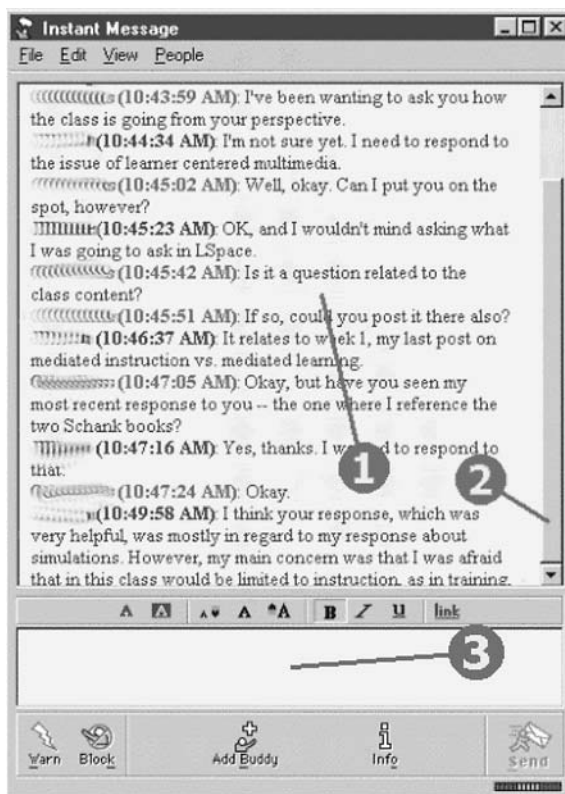 Instant Message
File Edit View People
(10:43:59 AM): I've been wanting to ask you how
the class is going from your perspective.
(10:44:34 AM): I'm not sure yet. I need to respond to
the issue of learner centered multimedia.
(10:45:02 AM): Well, okay. Can I put you on the
spot, however?
(10:45:23 AM): OK, and I wouldn't mind asking what
I was going to ask in LSpace.
(10:45:42 AM): Is it a question related to the
class content?
(10:45:51 AM): If so, could you post it there also?
(10:46:37 AM): It relates to week 1, my last post on
mediated instruction vs. mediated learning.
(10:47:05 AM): Okay, but have you seen my
most recent response to you -- the one where I reference the
two Schank books?
(10:47:16 AM): Yes, thanks. I to respond to
that.
(10:47:24 AM): Okay.
(10:49:58 AM): I think your response, which was
very helpful, was mostly in regard to my response about
simulations. However, my main concern was that I was afraid
that in this class would be limited to instruction, as in training,
1
2
A A A A A B I U link
3
Warn Block Add Buddy Info Send